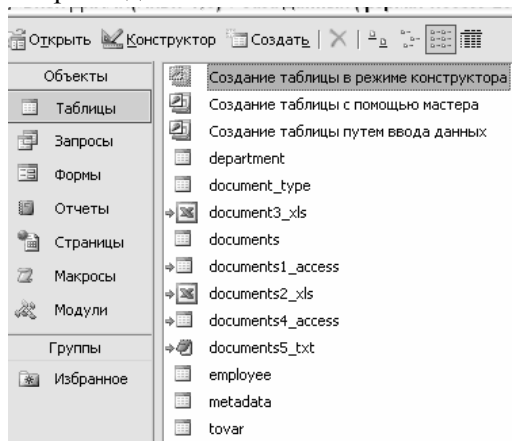 Открыть Конструктор Создать
Объекты
Таблицы
Запросы
Формы
Отчеты
Страницы
Макросы
Модули
Группы
Избранное
Создание таблицы в режиме конструктора
Создание таблицы с помощью мастера
Создание таблицы путем ввода данных
department
document_type
document3_xls
documents
documents1_access
documents2_xls
documents4_access
documents5_txt
employee
metadata
tovar